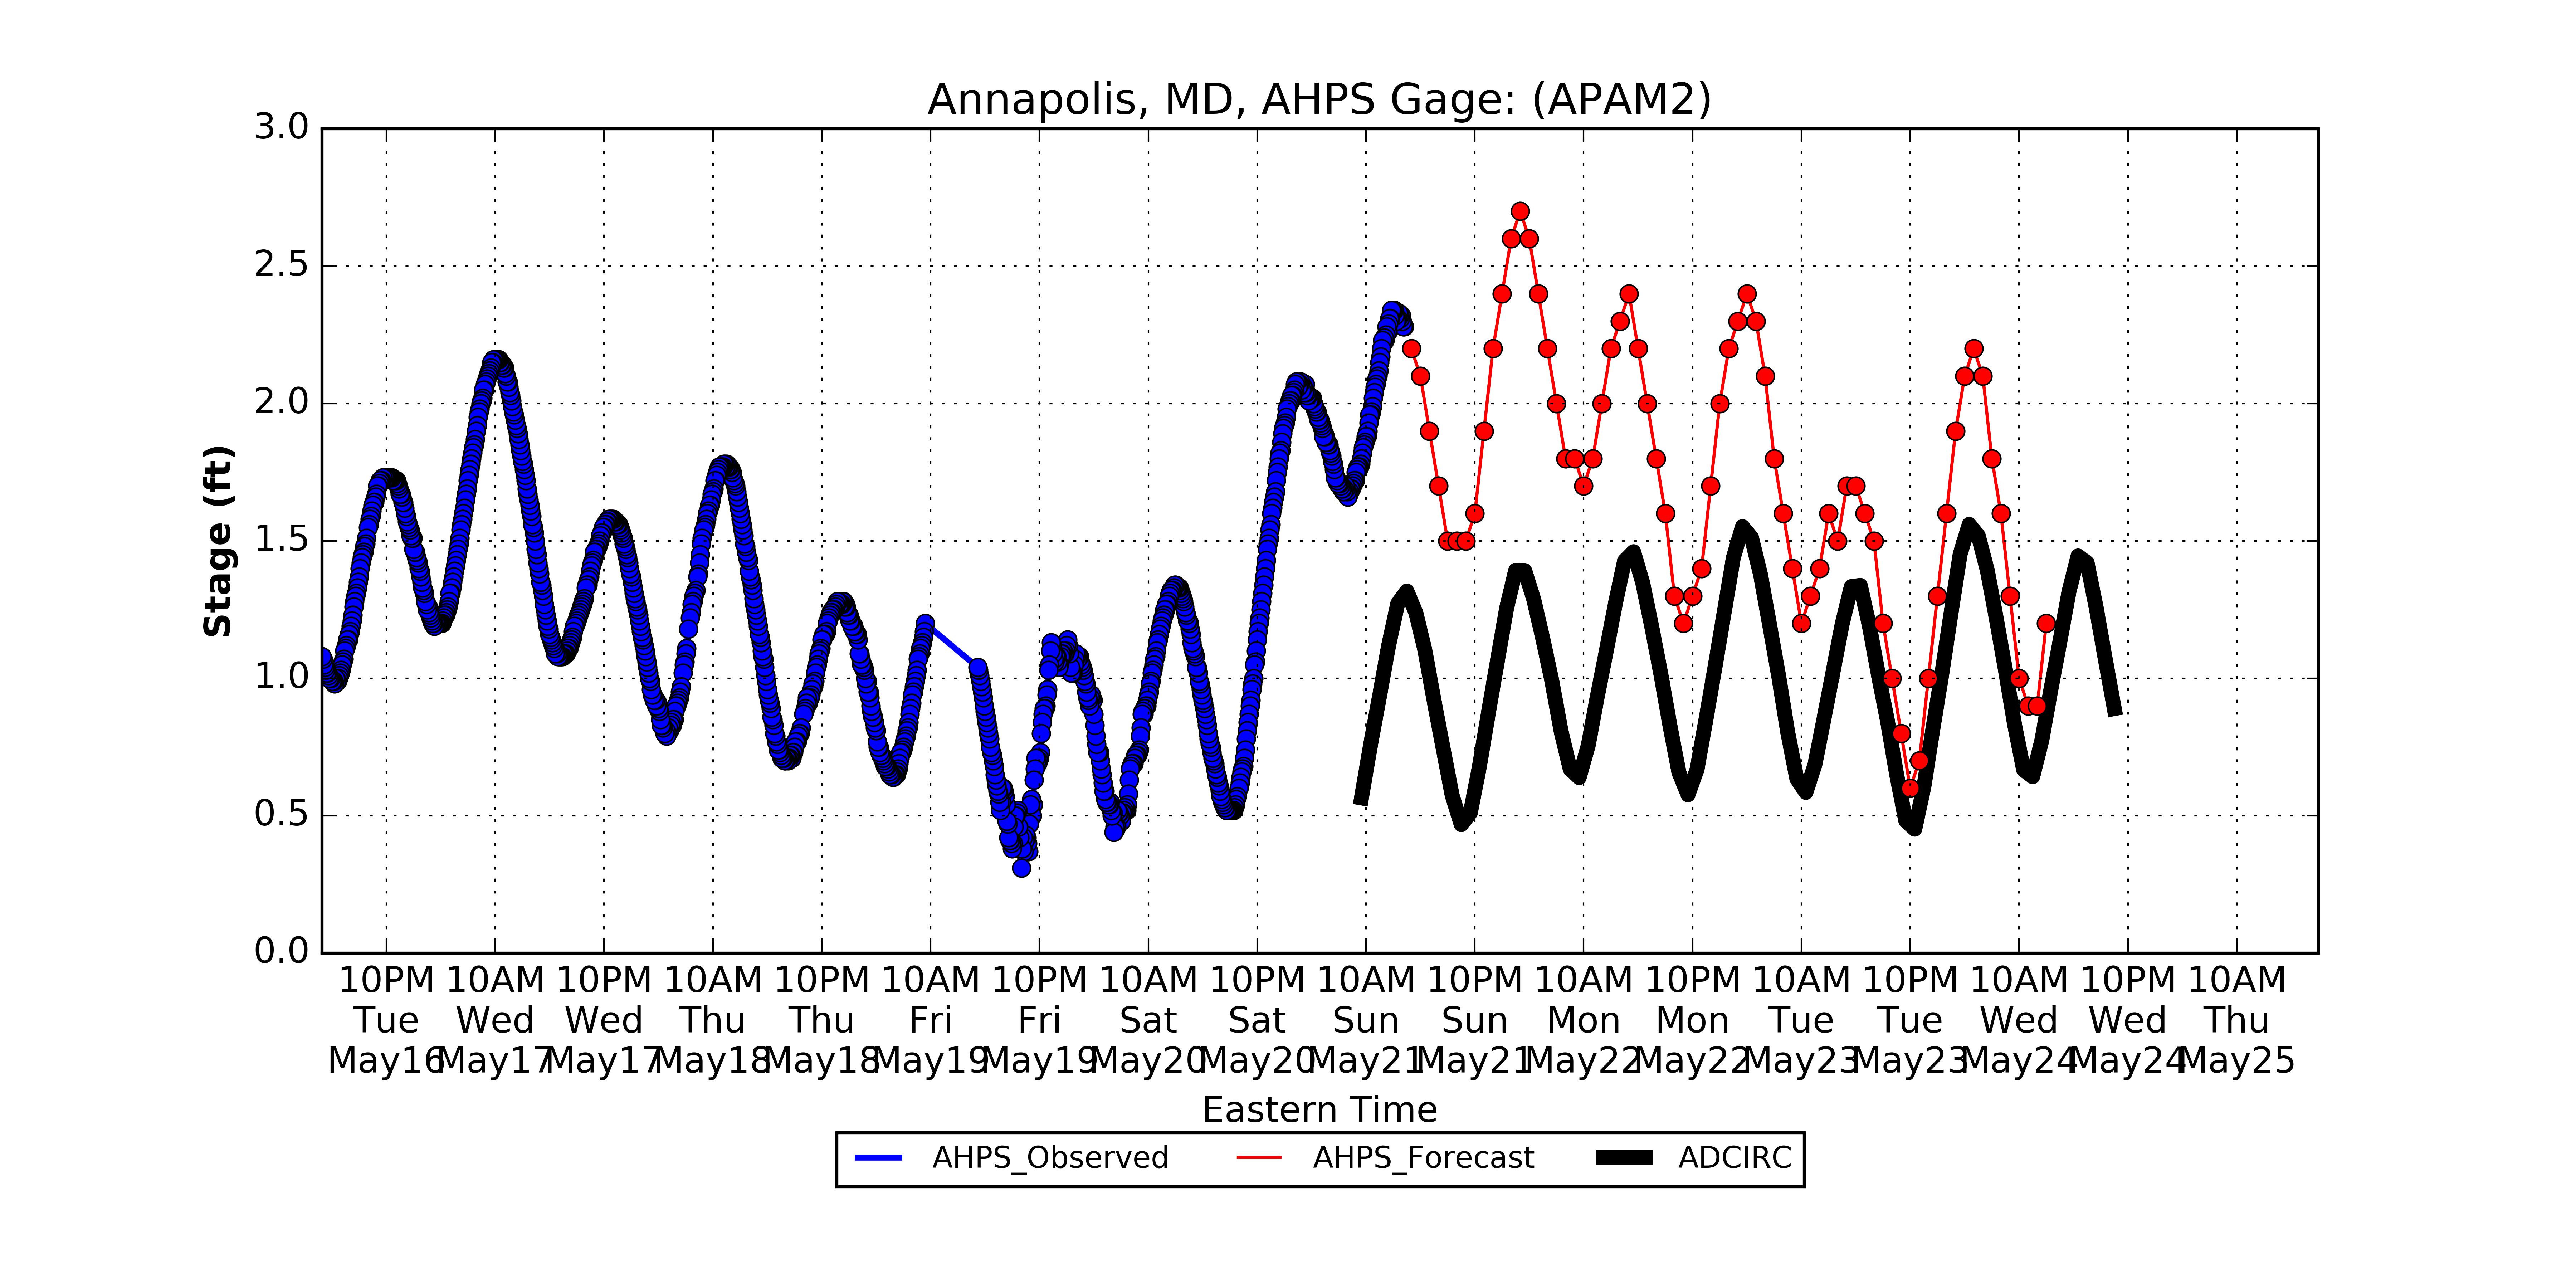 Annapolis, MD, AHPS Gage: (APAM2)
3.0
2.5
2.0
1.5
1.0
0.5
0.0
Stage (ft)
10PM 10AM 10PM 10AM 10PM 10AM 10PM 10AM 10PM 10AM 10PM 10AM 10PM 10AM 10PM 10AM 10PM 10AM
Tue Wed Wed Thu Thu Fri Fri Sat Sat Sun Sun Mon Mon Tue Tue Wed Wed Thu
May16 May17 May17 May18 May18 May19 May19 May20 May20 May21 May21 May22 May22 May23 May23 May24 May24 May25
Eastern Time
AHPS_Observed AHPS_Forecast ADCIRC